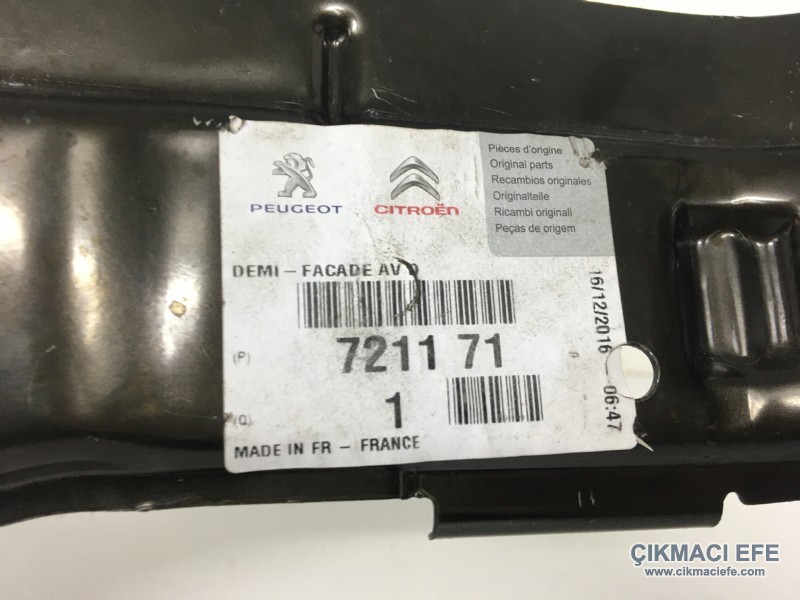 PEUGEOT
CITROËN
Pièces d'origine
Original parts
Recambios originales
Originalteile
Ricambi originali
Peças de origem
DEMI – FACADE AV D
(P) 7211 71
(Q) 1
MADE IN FR – FRANCE
16/12/2016 06:47
ÇIKMACI EFE
www.cikmaciefe.com